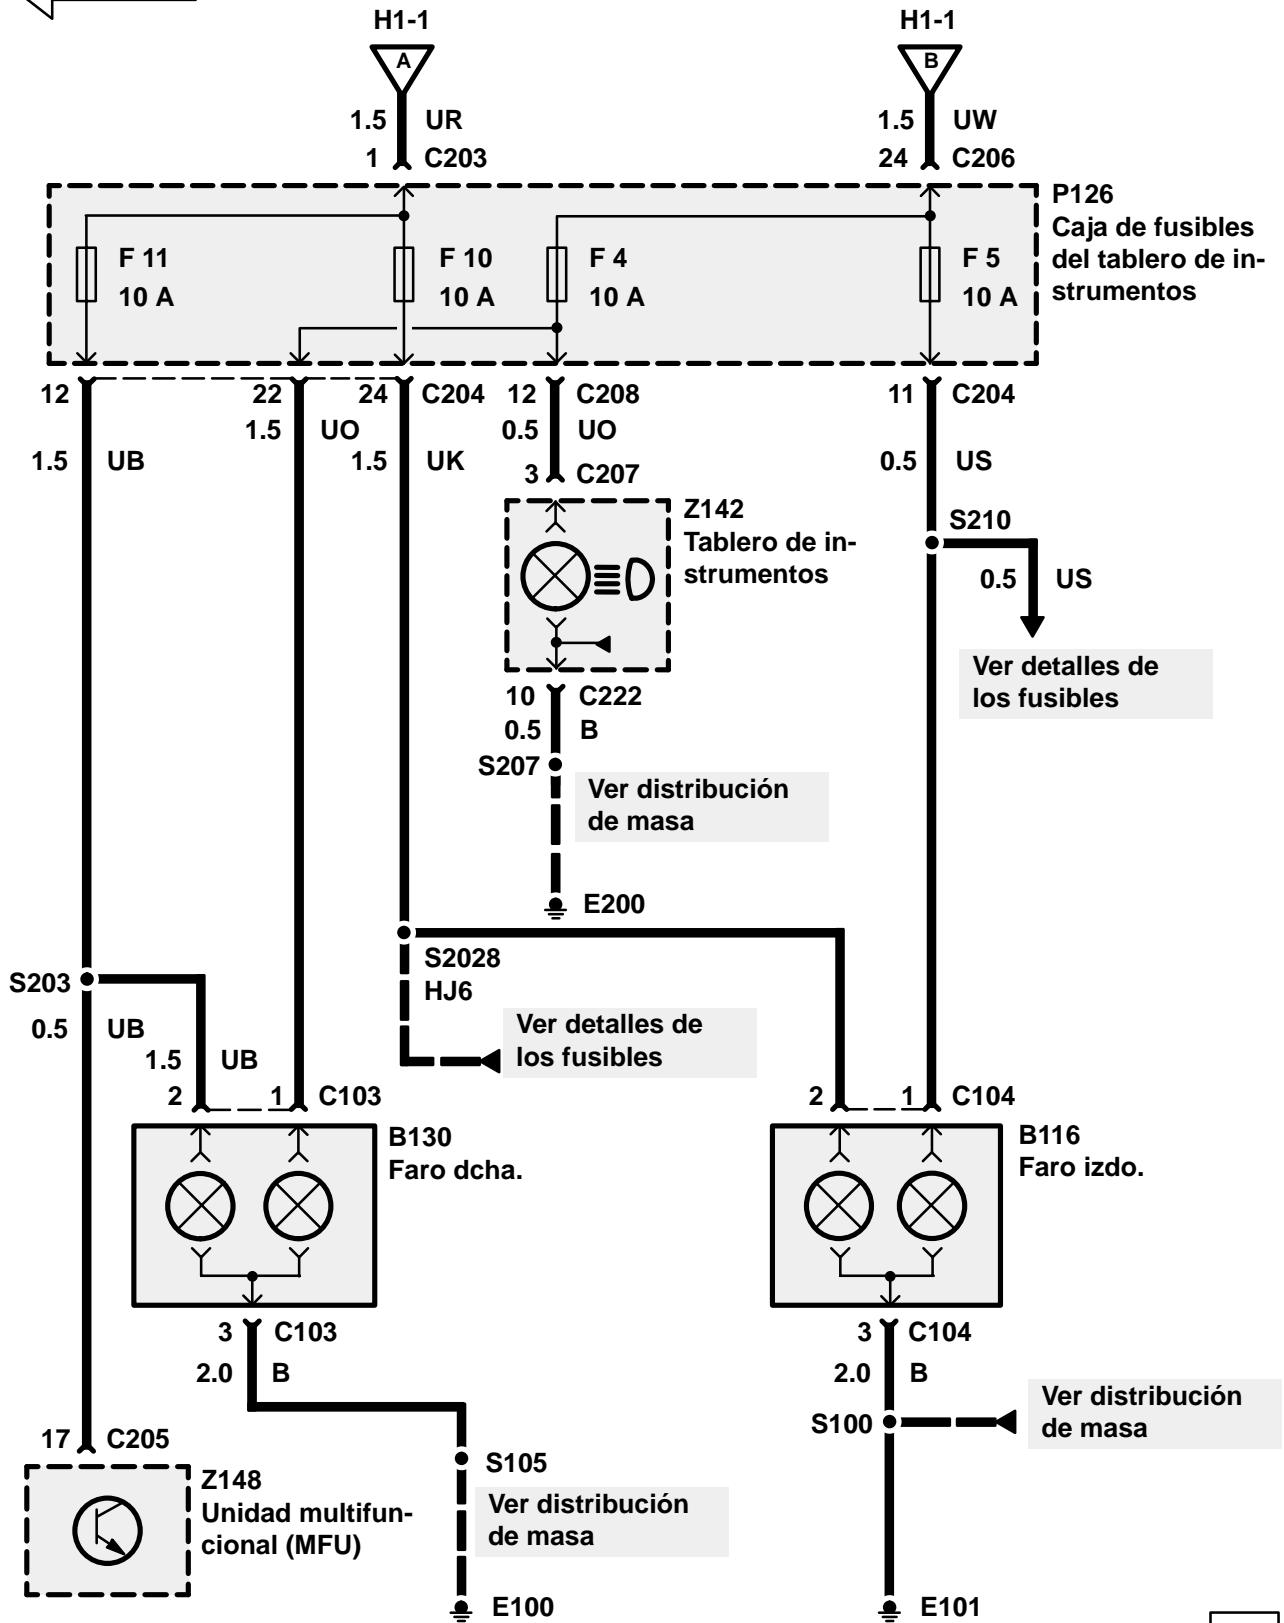 H1-1 H1-1
A B
1.5 UR 1.5 UW
1 C203 24 C206
P126
Caja de fusibles
del tablero de in-
strumentos
F 11 F 10 F 4 F 5
10 A 10 A 10 A 10 A
12 22 24 C204 12 C208 11 C204
1.5 UO 0.5 UO
1.5 UB 1.5 UK 0.5 US
3 C207
Z142
Tablero de in-
strumentos
S210
0.5 US
Ver detalles de
los fusibles
10 C222
0.5 B
S207
Ver distribución
de masa
E200
S2028
HJ6
S203
0.5 UB
Ver detalles de
los fusibles
1.5 UB
2 1 C103 2 1 C104
B130
Faro dcha.
B116
Faro izdo.
3 C103 3 C104
2.0 B 2.0 B
Ver distribución
de masa
S100
17 C205
S105
Z148
Unidad multifun-
cional (MFU)
Ver distribución
de masa
E100 E101